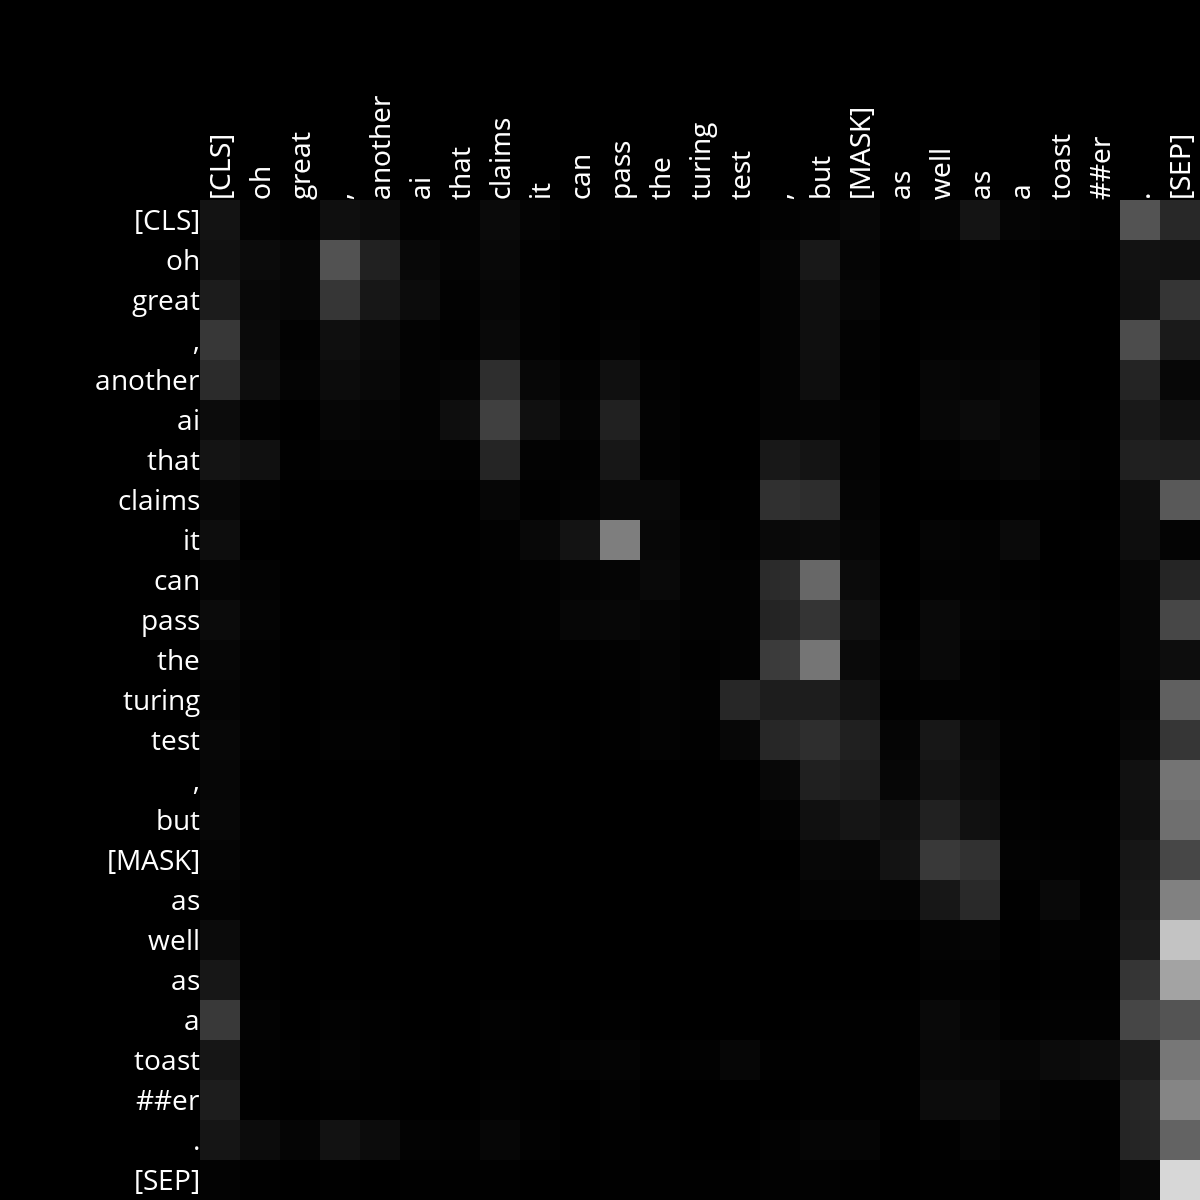 [CLS] oh great , another ai that claims it can pass the turing test , but [MASK] as well as a toast ##er . [SEP]
[CLS]
oh
great
,
another
ai
that
claims
it
can
pass
the
turing
test
,
but
[MASK]
as
well
as
a
toast
##er
.
[SEP]